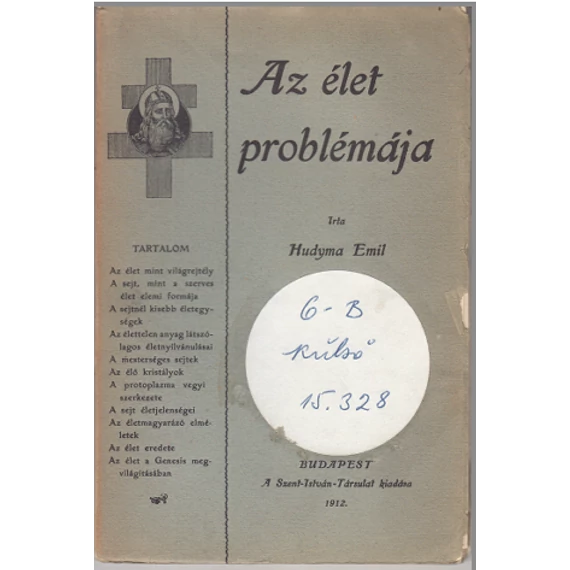 Az élet
problémája
Irta
Hudyma Emil
TARTALOM
Az élet mint világrejtély
A sejt, mint a szerves
élet elemi formája
A sejtnél kisebb életegy-
ségek
Az élettelen anyag látszó-
lagos életnyilvánulásai
A mesterséges sejtek
Az élő kristályok
A protoplazma vegyi
szerkezete
A sejt életjelenségei
Az életmagyarázó elmé-
letek
Az élet eredete
Az élet a Genesis meg-
világításában
6-B
külső
15.328
BUDAPEST
A Szent-István-Társulat kiadása
1912.